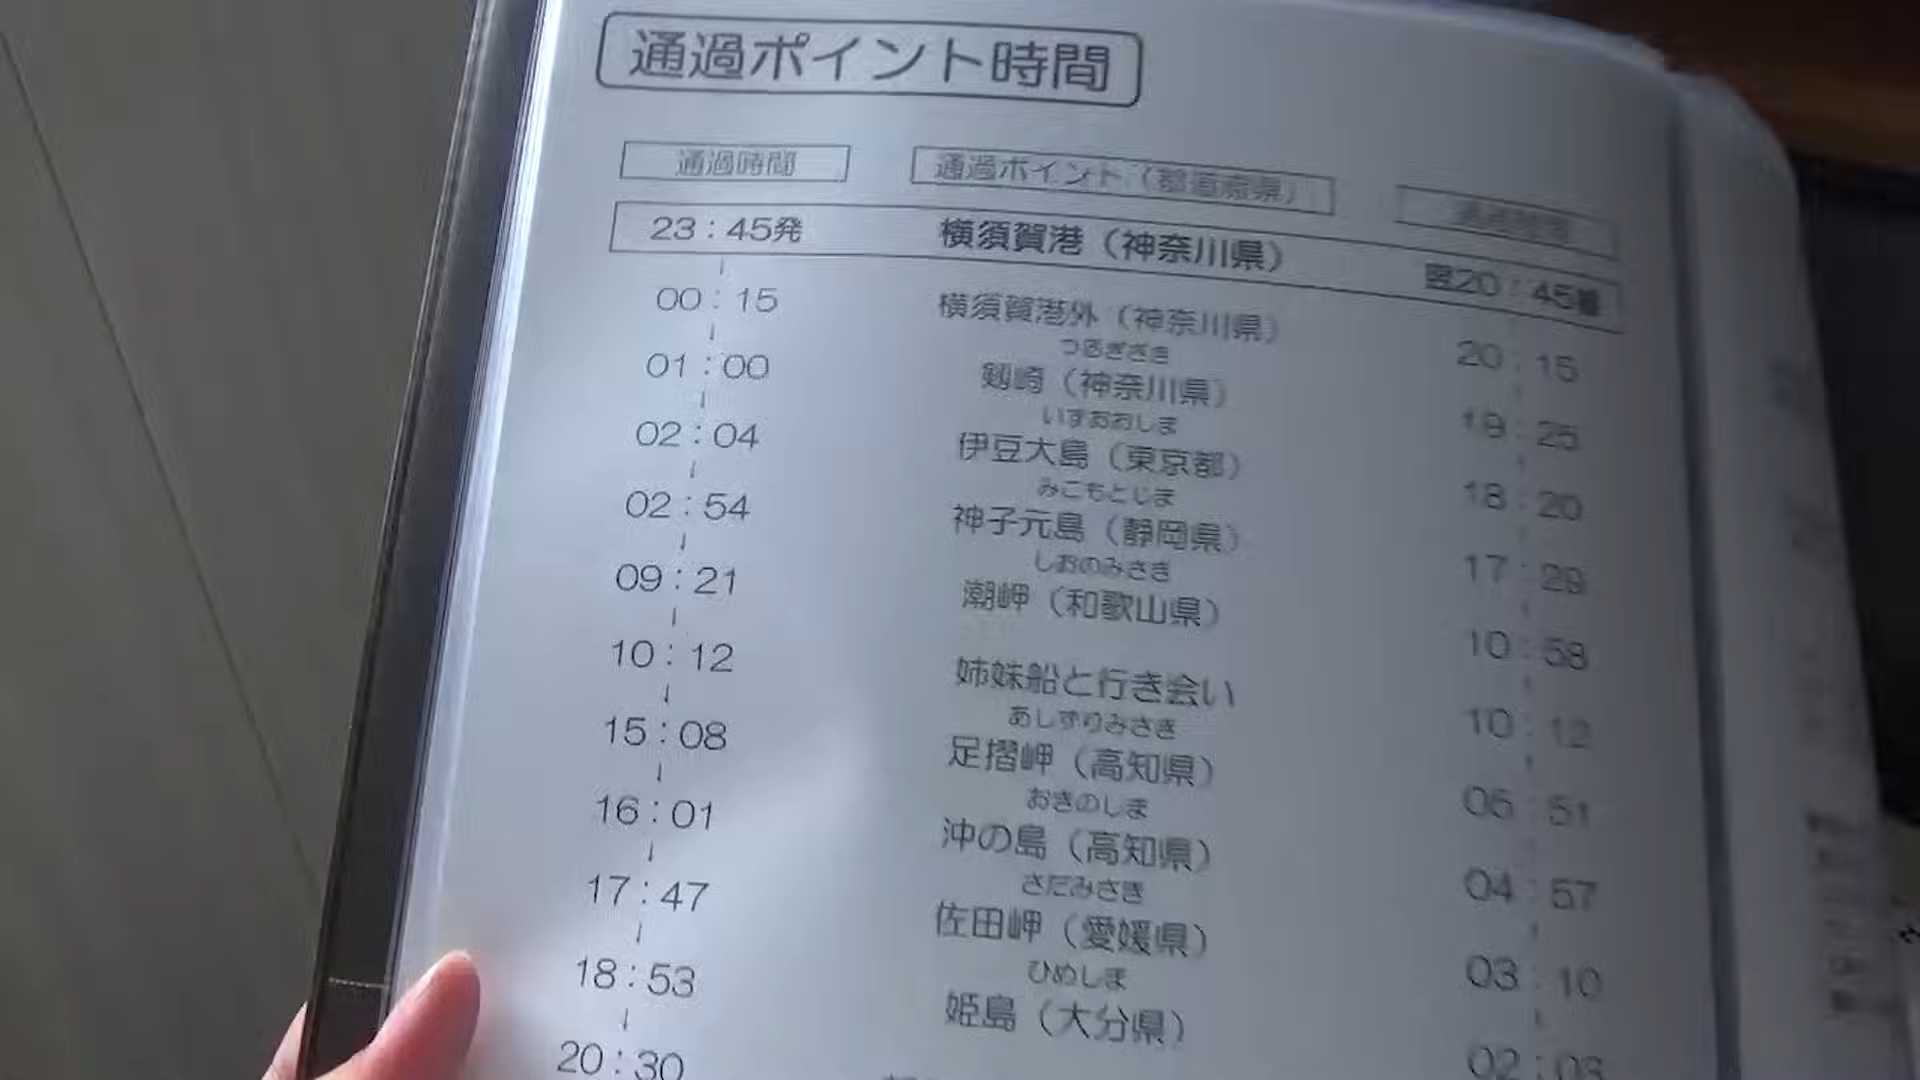 通過ポイント時間
通過時間 通過ポイント（都道府県） 通過時間
23：45発 横須賀港（神奈川県） 翌20：45着
00：15 横須賀港外（神奈川県） 20：15
つるぎざき
01：00 剱崎（神奈川県） 19：25
いずおおしま
02：04 伊豆大島（東京都） 18：20
みこもとじま
02：54 神子元島（静岡県） 17：29
しおのみさき
09：21 潮岬（和歌山県） 10：58
10：12 姉妹船と行き会い 10：12
あしずりみさき
15：08 足摺岬（高知県） 05：51
おきのしま
16：01 沖の島（高知県） 04：57
さだみさき
17：47 佐田岬（愛媛県） 03：10
ひめしま
18：53 姫島（大分県） 02：03
20：30